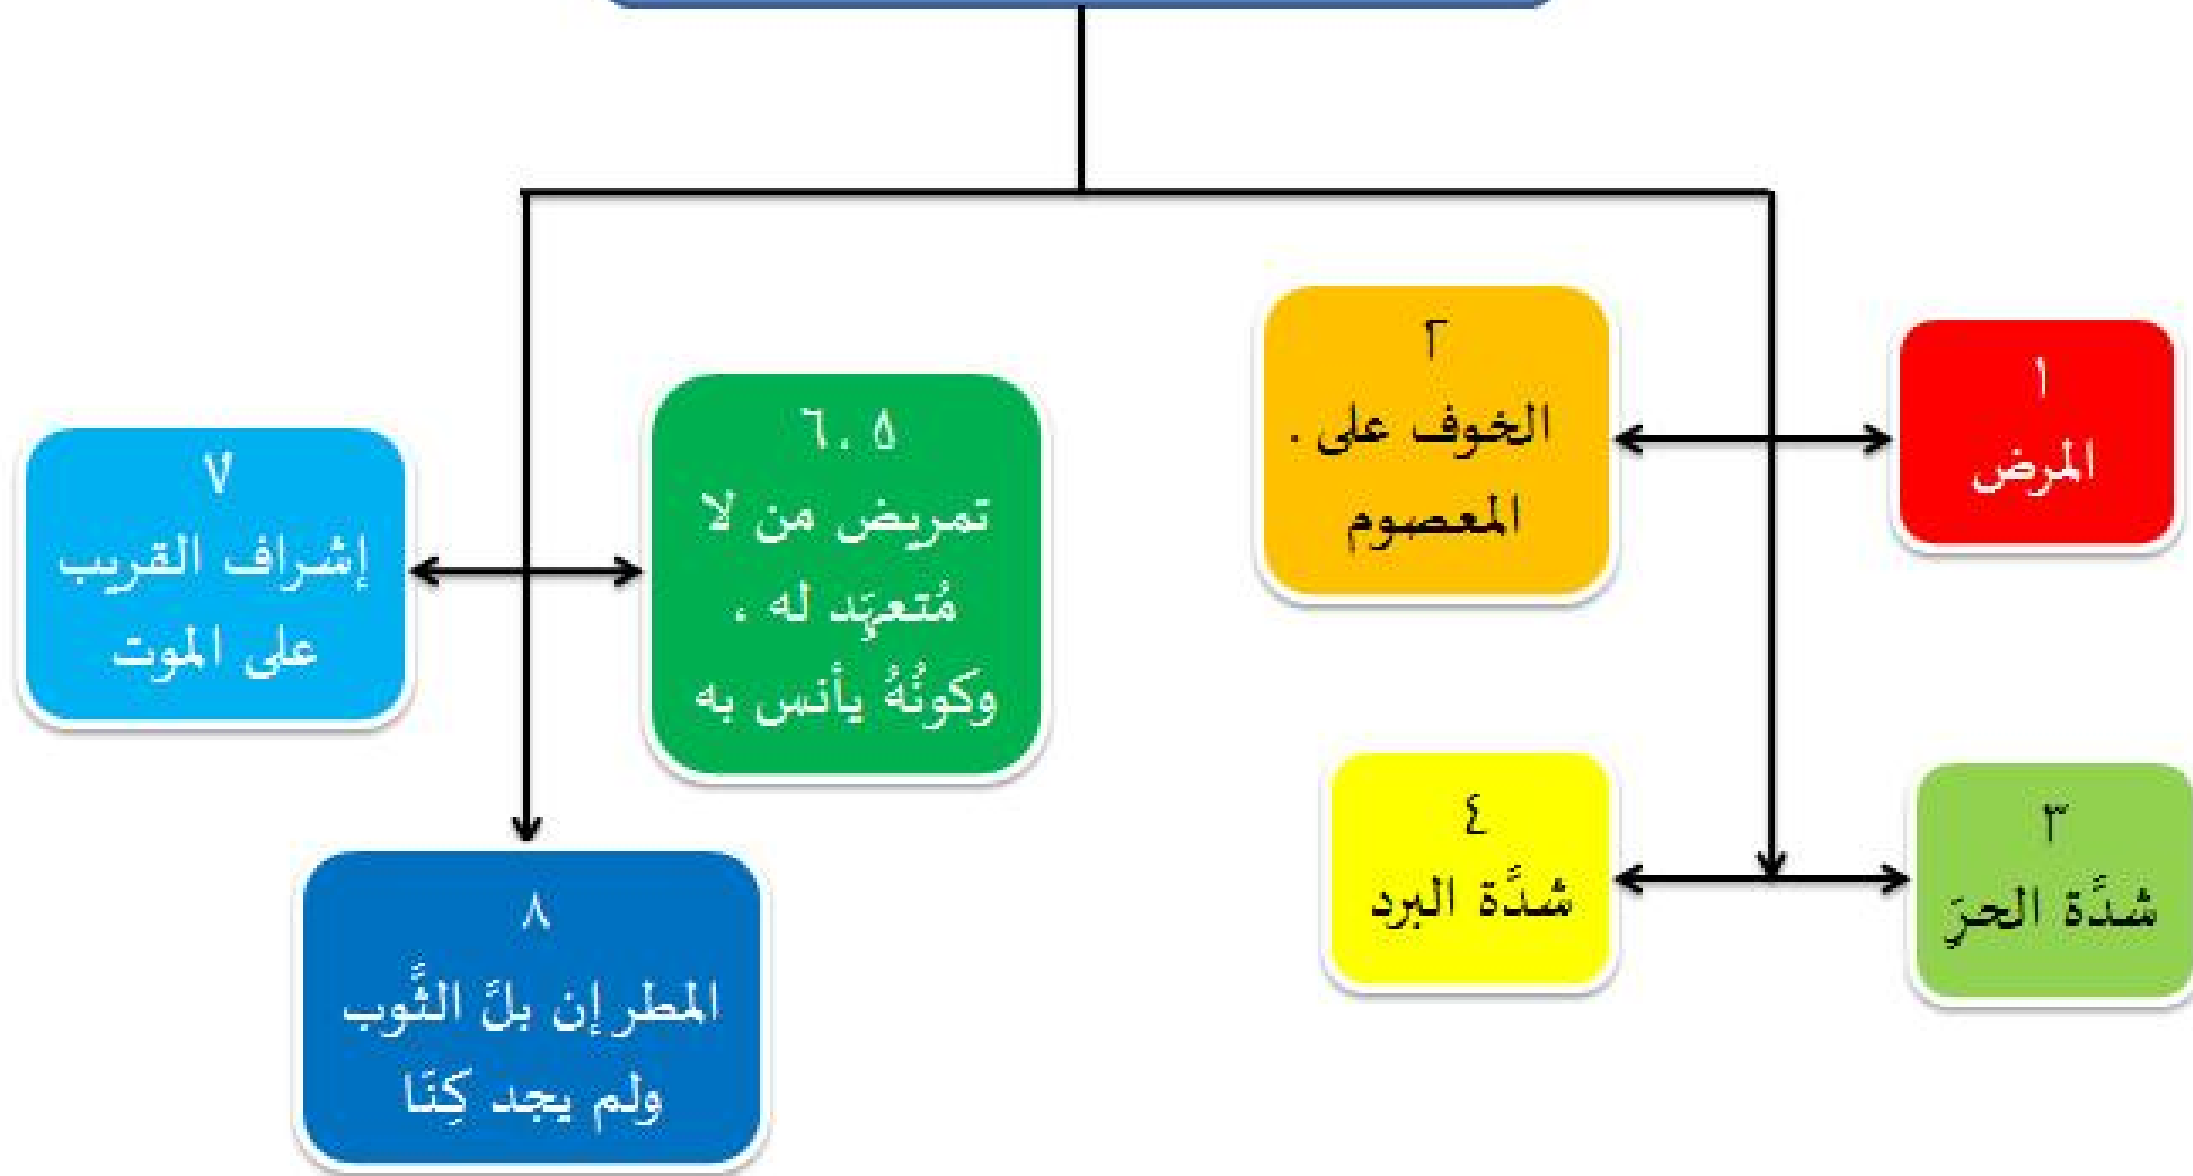 ١
المرض
٢
الخوف على .
المعصوم
٣
شدَّة الحرَِ
٤
شدَّة البرد
٥ . ٦
تمريض من لا
مُتعهِّد له ،
وكونُهُ يأنس به
٧
إشراف القريب
على الموت
٨
المطر إن بلَّ الثَّوب
ولم يجد كِنَّا